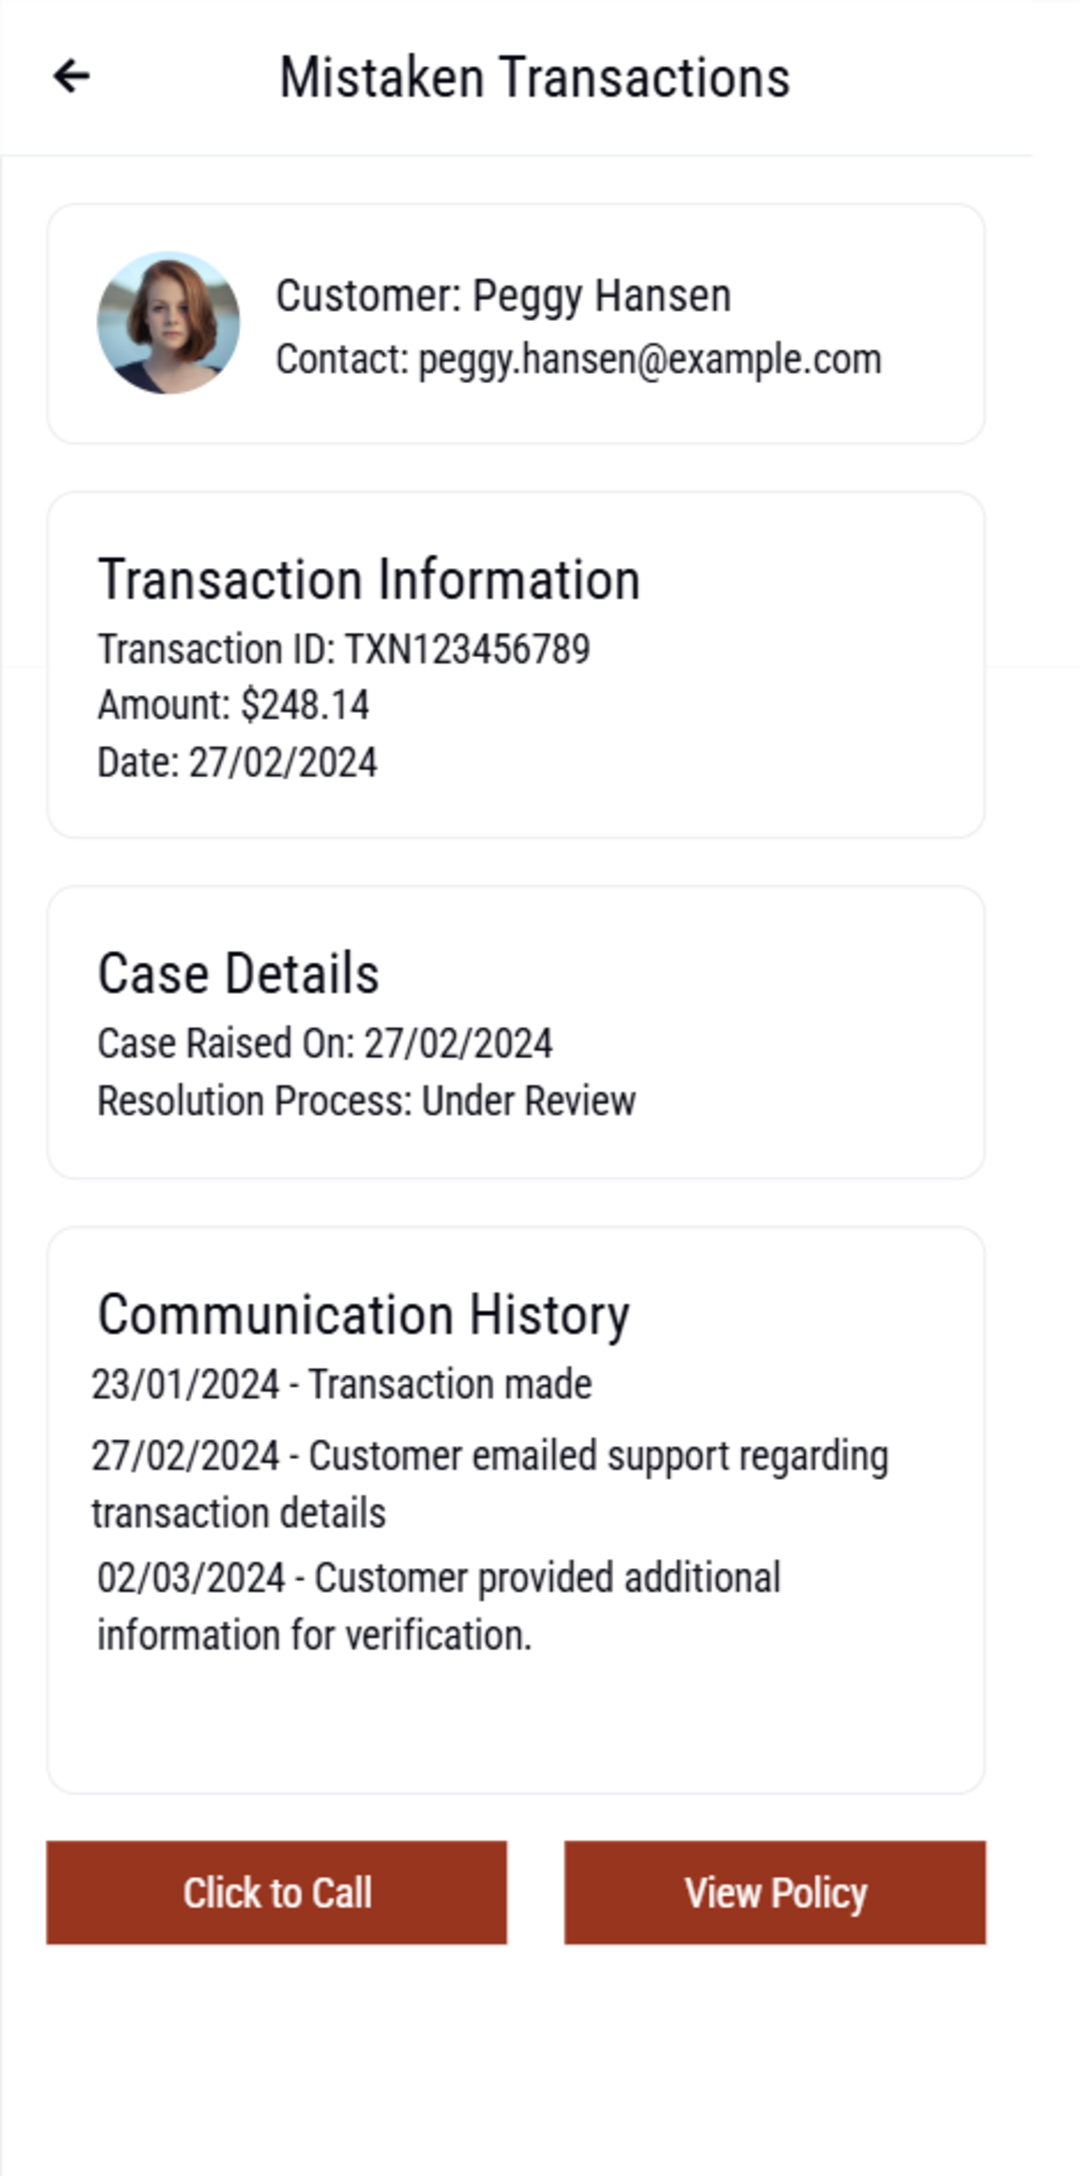 Mistaken Transactions
Customer: Peggy Hansen
Contact: peggy.hansen@example.com
Transaction Information
Transaction ID: TXN123456789
Amount: $248.14
Date: 27/02/2024
Case Details
Case Raised On: 27/02/2024
Resolution Process: Under Review
Communication History
23/01/2024 - Transaction made
27/02/2024 - Customer emailed support regarding
transaction details
02/03/2024 - Customer provided additional
information for verification.
Click to Call
View Policy